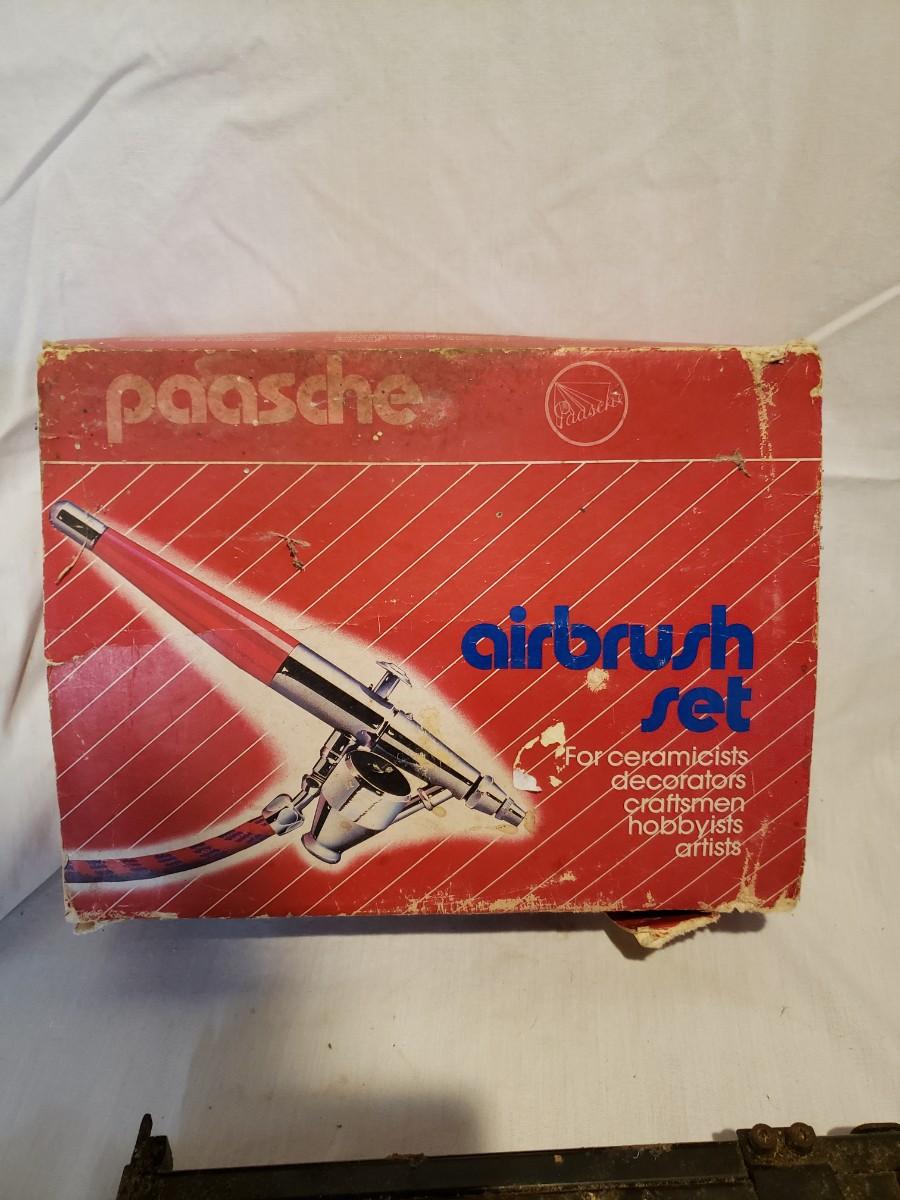 paasche
Paasche
airbrush
set
For ceramicists
decorators
craftsmen
hobbyists
artists